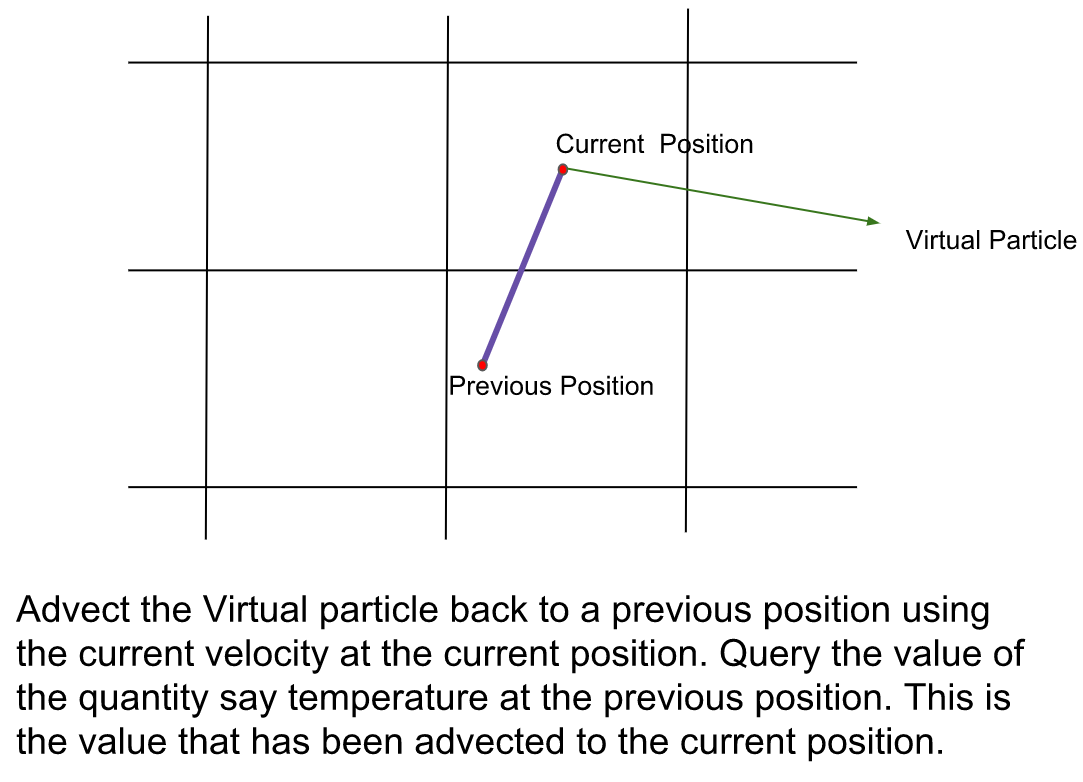 Current  Position
Virtual Particle
Previous Position
Advect the Virtual particle back to a previous position using
the current velocity at the current position. Query the value of
the quantity say temperature at the previous position. This is
the value that has been advected to the current position.